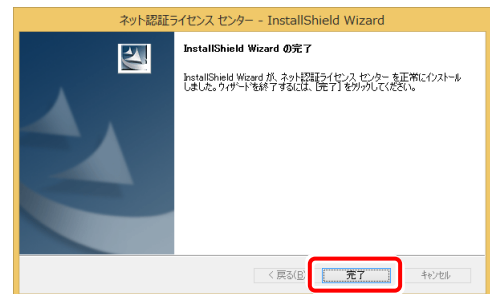 ネット認証ライセンス センター - InstallShield Wizard
InstallShield Wizard の完了
InstallShield Wizard が、ネット認証ライセンス センター を正常にインストール
しました。ウィザードを終了するには、[完了] をクリックしてください。
< 戻る(B) 完了 キャンセル